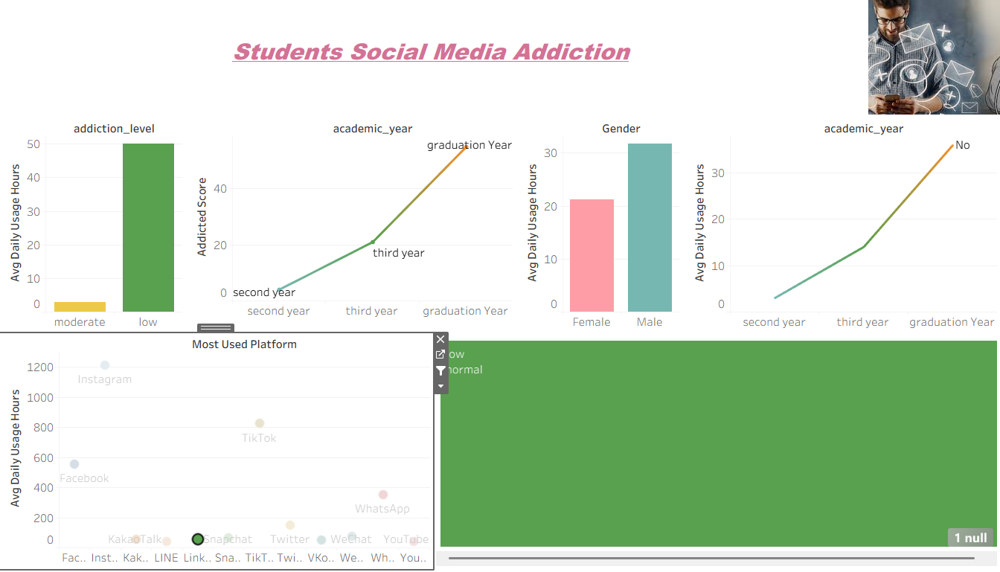 Students Social Media Addiction
addiction_level
Avg Daily Usage Hours
50
40
30
20
10
0
moderate
low
academic_year
Addicted Score
40
20
0
graduation Year
third year
second year
second year
third year
graduation Year
Gender
Avg Daily Usage Hours
30
20
10
0
Female
Male
academic_year
Avg Daily Usage Hours
30
20
10
0
No
second year
third year
graduation Year
Most Used Platform
Avg Daily Usage Hours
1200
1000
800
600
400
200
0
Instagram
TikTok
Facebook
WhatsApp
KakaoTalk
Snapchat
Twitter
WeChat
YouTube
Fac..
Inst..
Kak..
LINE
Link..
Sna..
TikT..
Twi..
VKo..
We..
Wh..
You..
ow
normal
1 null